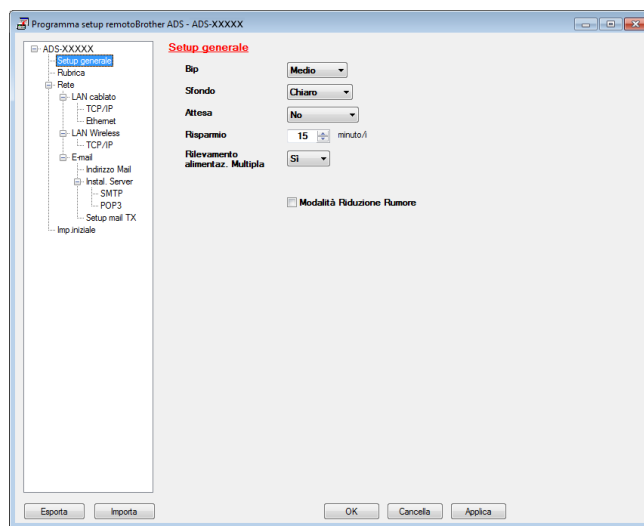 Programma setup remotoBrother ADS - ADS-XXXXX
ADS-XXXXX
Setup generale
Rubrica
Rete
LAN cablato
TCP/IP
Ethernet
LAN Wireless
TCP/IP
E-mail
Indirizzo Mail
Instal. Server
SMTP
POP3
Setup mail TX
Imp.iniziale
Setup generale
Bip Medio
Sfondo Chiaro
Attesa No
Risparmio 15 minuto/i
Rilevamento
alimentaz. Multipla Sì
Modalità Riduzione Rumore
Esporta Importa OK Cancella Applica